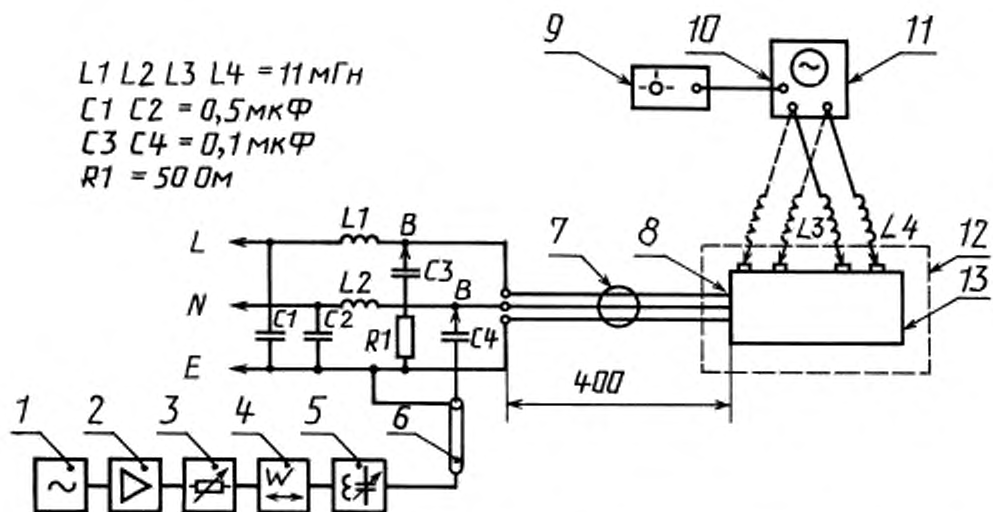 L1 L2 L3 L4 = 11 мГн
C1 C2 = 0,5 мкФ
C3 C4 = 0,1 мкФ
R1 = 50 Ом
9
10
11
L
L1
B
C3
7
8
L3
L4
12
N
L2
B
13
C1
C2
R1
C4
E
400
1
2
3
4
5
6
W